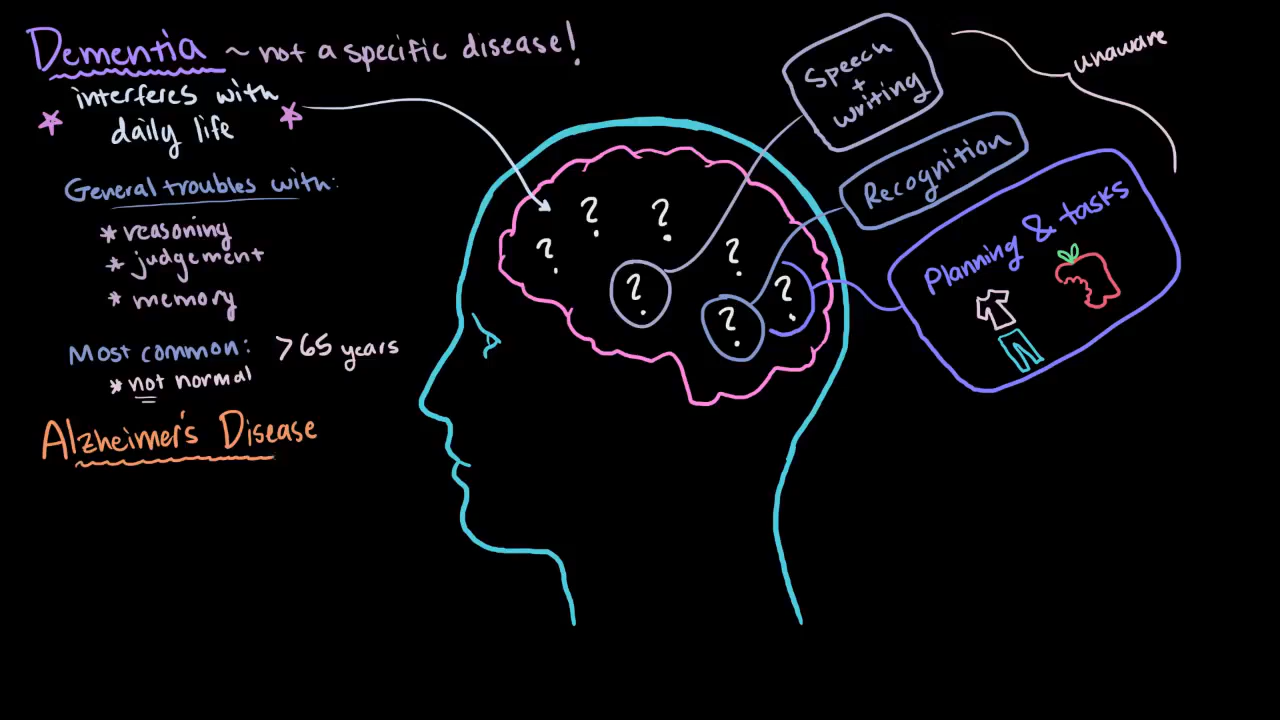 Dementia ~ not a specific disease!
* interferes with *
daily life
General troubles with:
* reasoning
* judgement
* memory
Most common: >65 years
* not normal
Alzheimer's Disease
? ? ? ? ? ? ? ?
Speech
+
writing
Recognition
Planning & tasks
unaware